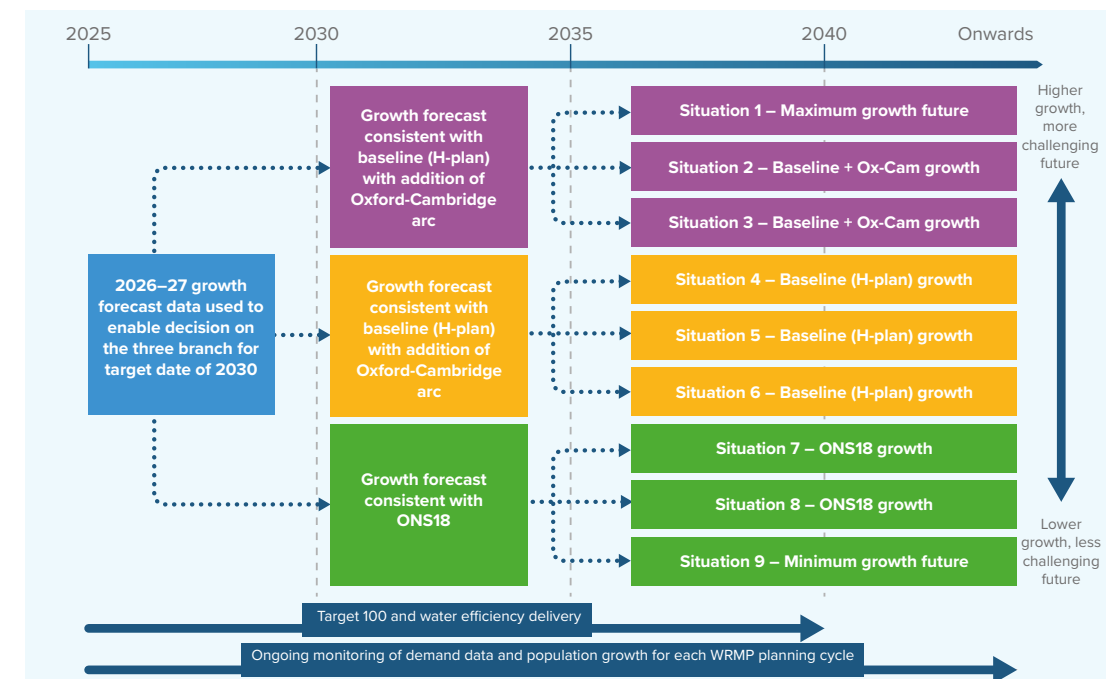 2025
2030
2035
2040
Onwards
Higher
growth,
more
challenging
future
2026–27 growth
forecast data used to
enable decision on
the three branch for
target date of 2030
Growth forecast
consistent with
baseline (H-plan)
with addition of
Oxford-Cambridge
arc
Situation 1 – Maximum growth future
Situation 2 – Baseline + Ox-Cam growth
Situation 3 – Baseline + Ox-Cam growth
Growth forecast
consistent with
baseline (H-plan)
with addition of
Oxford-Cambridge
arc
Situation 4 – Baseline (H-plan) growth
Situation 5 – Baseline (H-plan) growth
Situation 6 – Baseline (H-plan) growth
Growth forecast
consistent with
ONS18
Situation 7 – ONS18 growth
Situation 8 – ONS18 growth
Situation 9 – Minimum growth future
Lower
growth, less
challenging
future
Target 100 and water efficiency delivery
Ongoing monitoring of demand data and population growth for each WRMP planning cycle